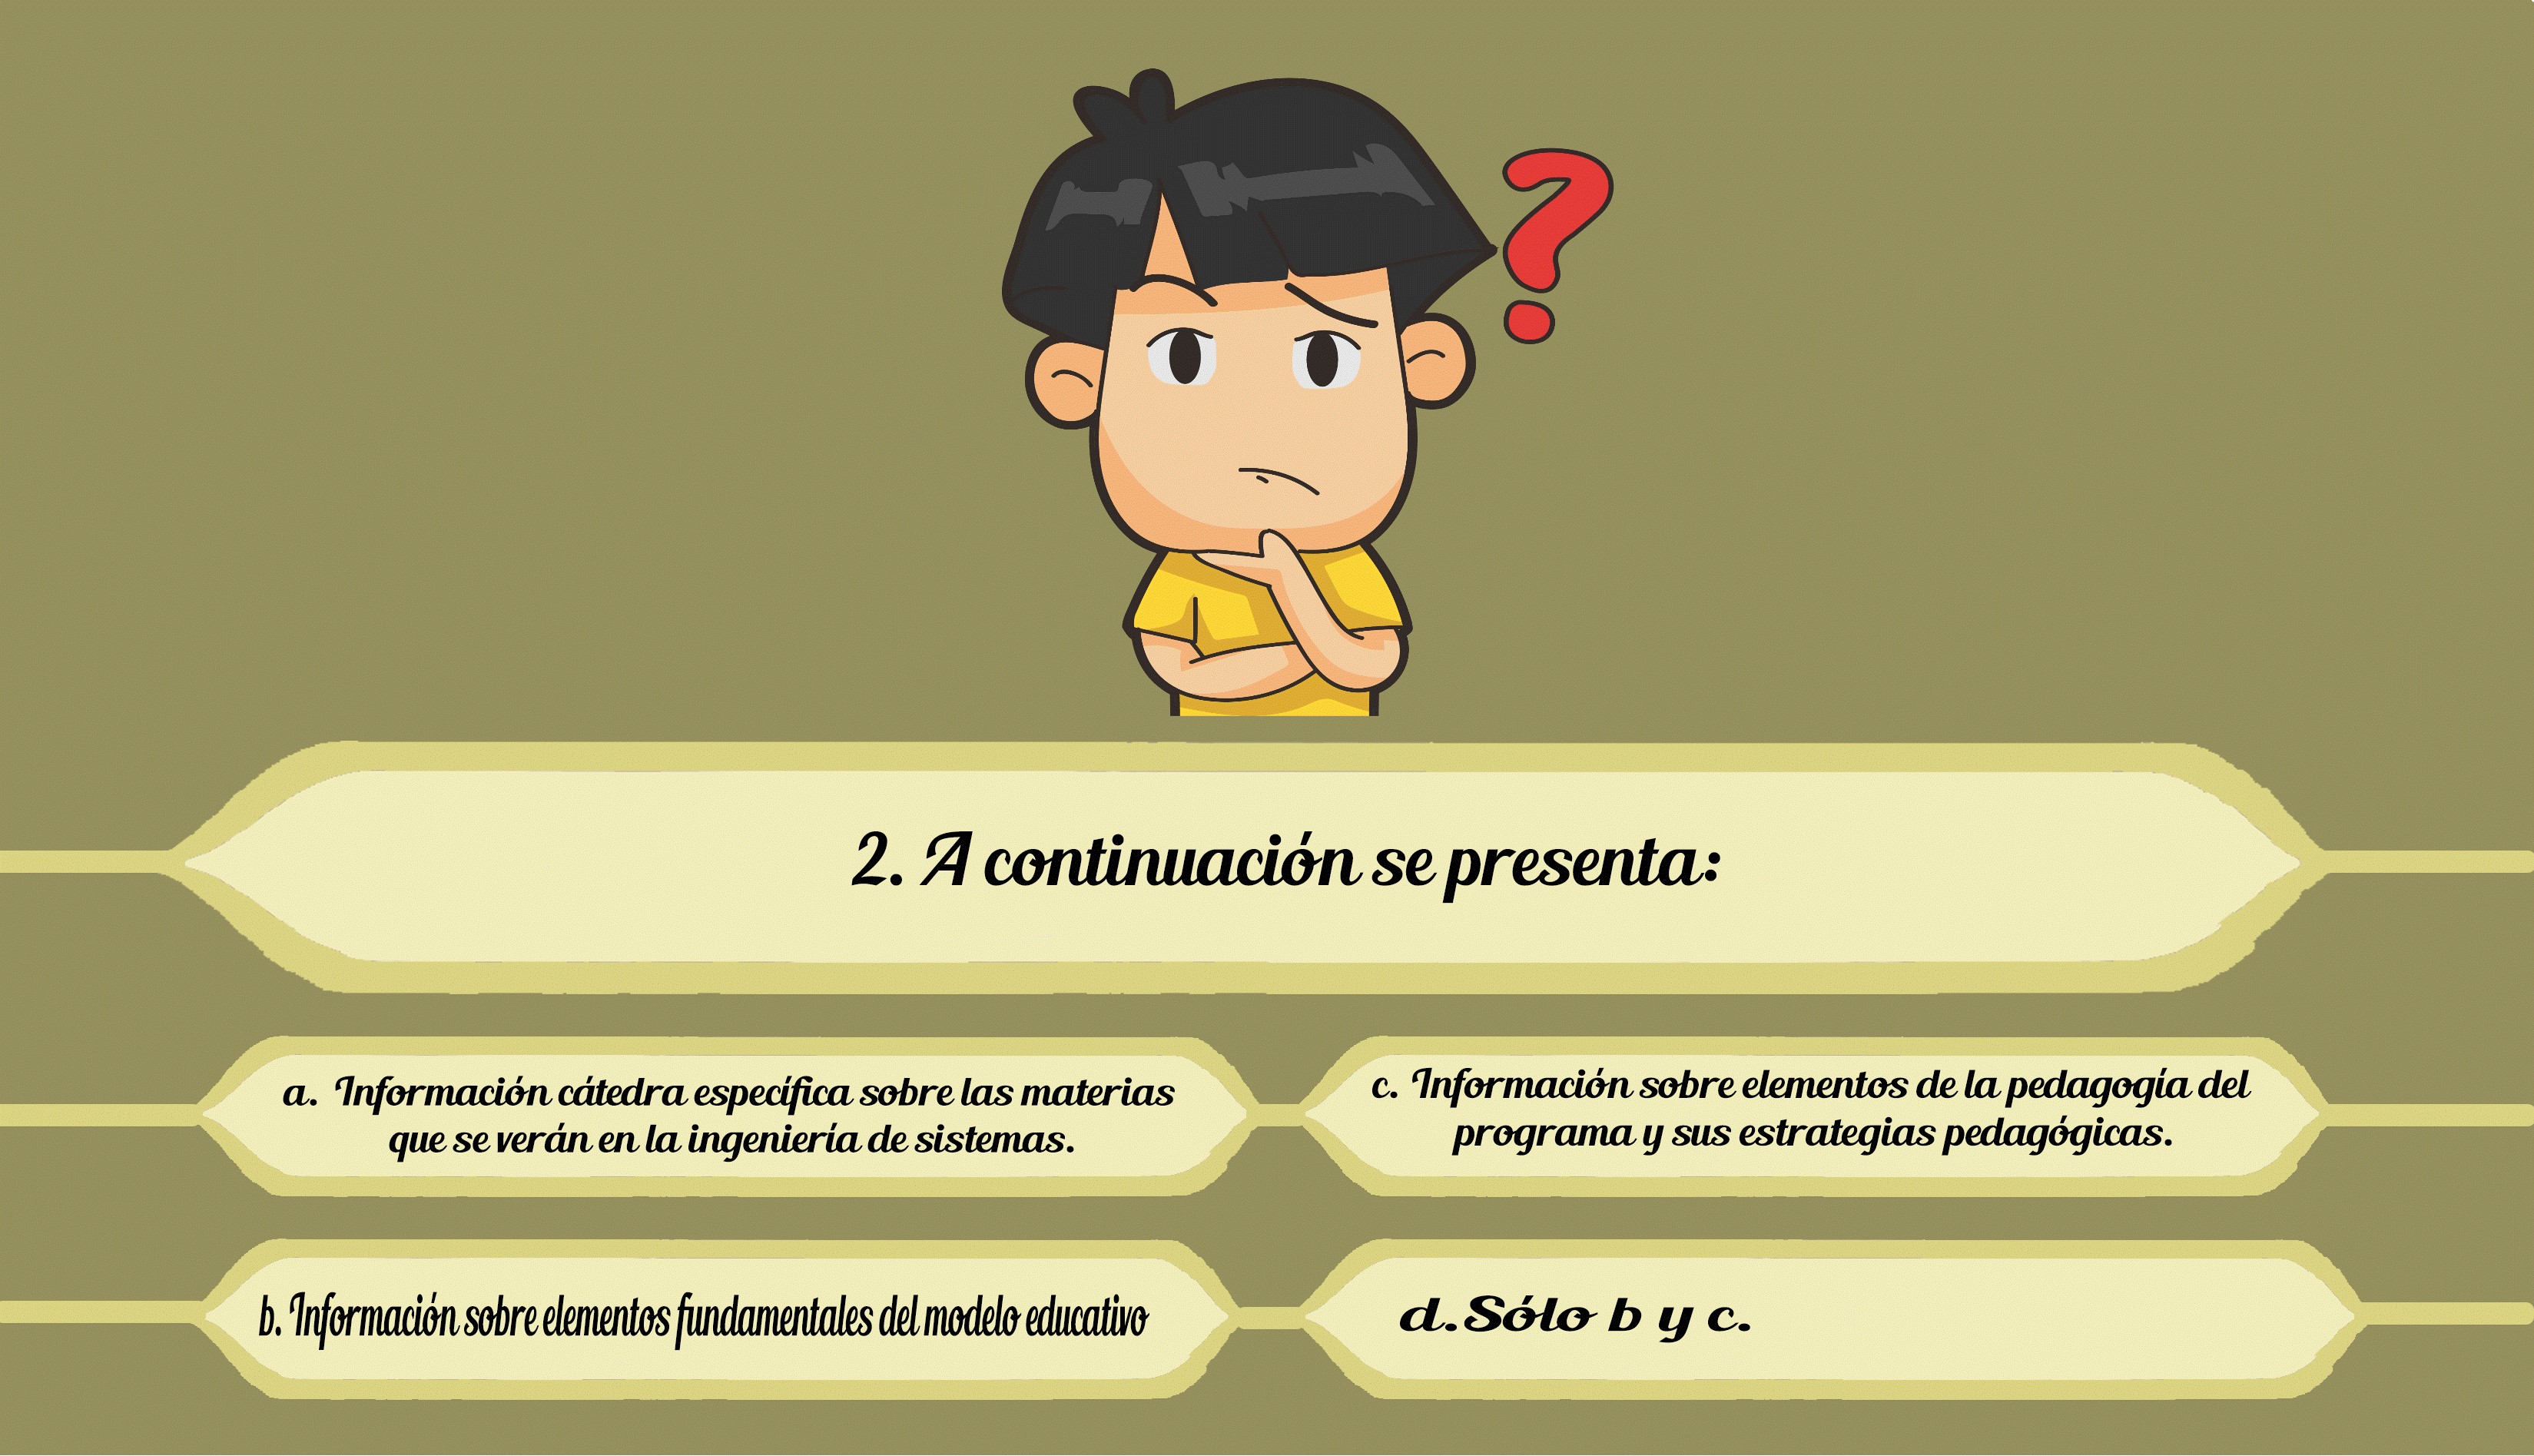 ?
2. A continuación se presenta:
a. Información cátedra específica sobre las materias
que se verán en la ingeniería de sistemas.
c. Información sobre elementos de la pedagogía del
programa y sus estrategias pedagógicas.
b. Información sobre elementos fundamentales del modelo educativo
d.Sólo b y c.